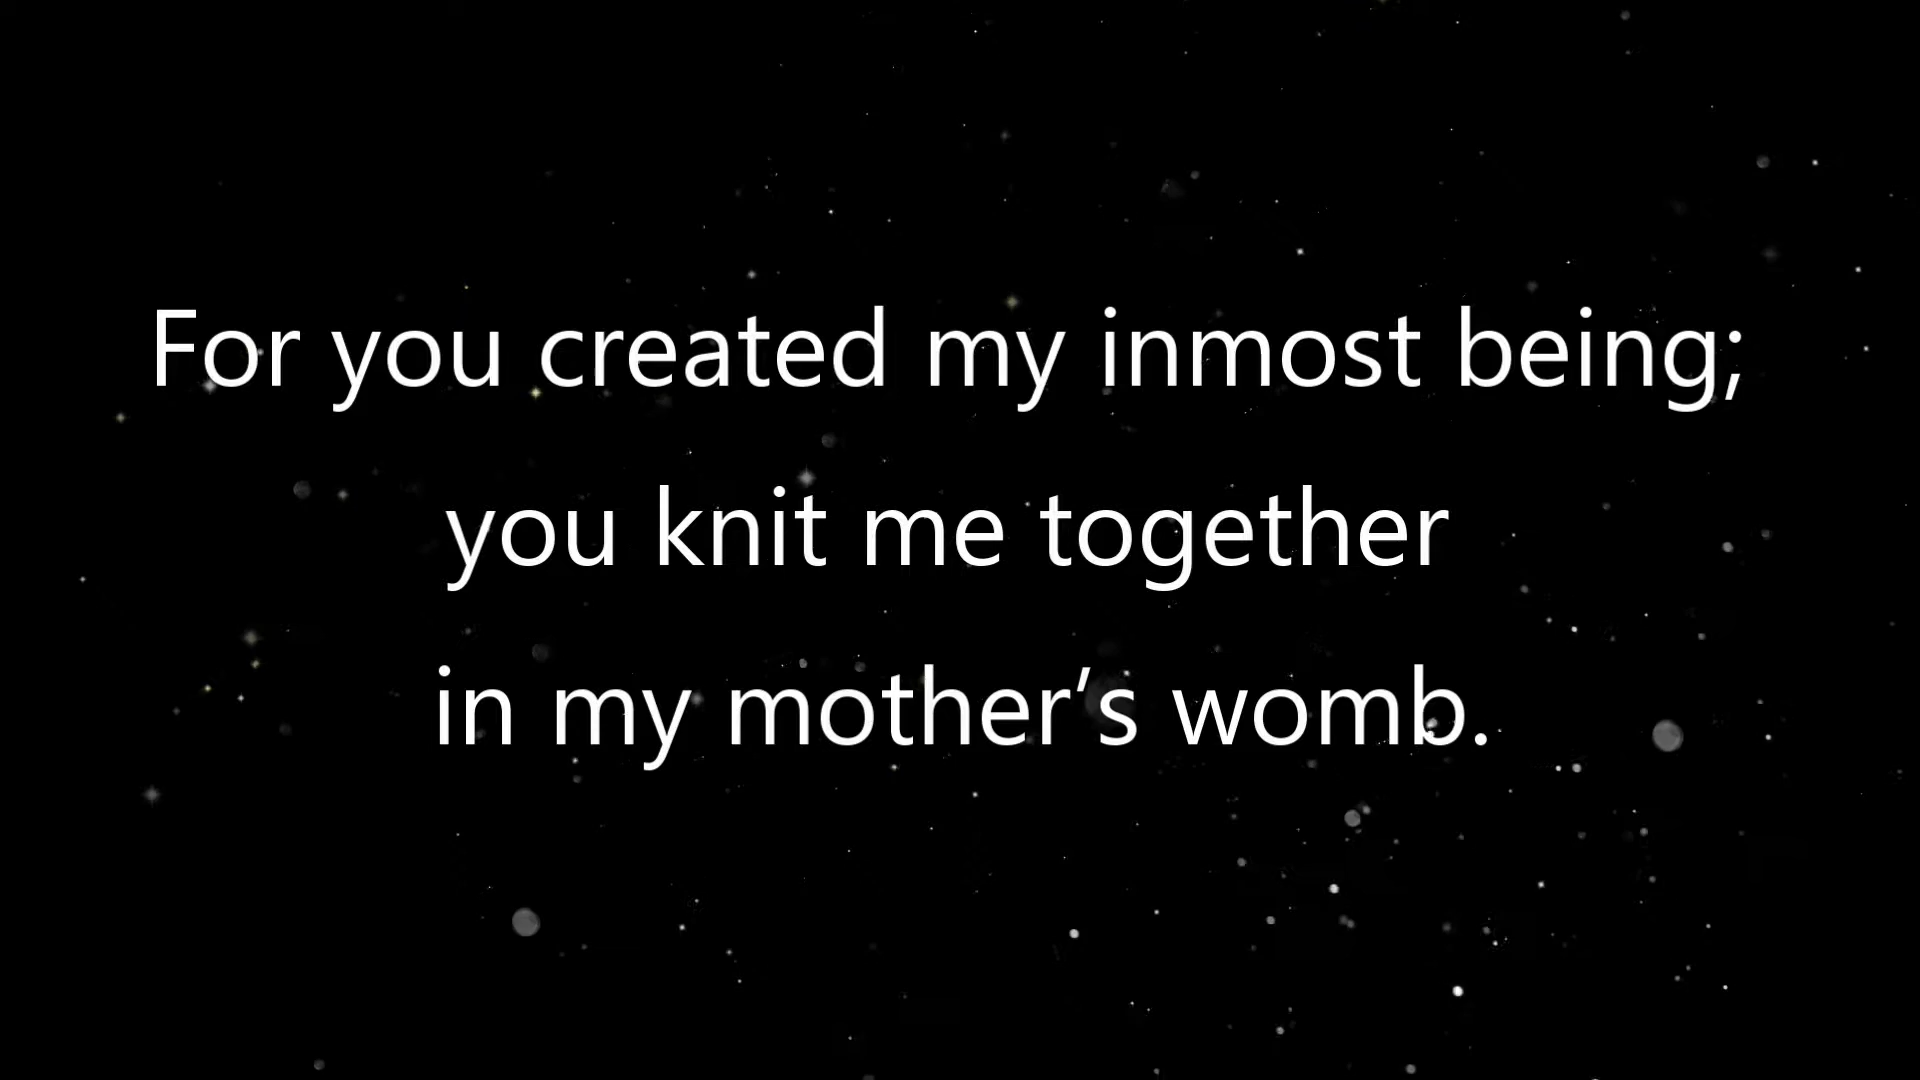 For you created my inmost being;
you knit me together
in my mother’s womb.